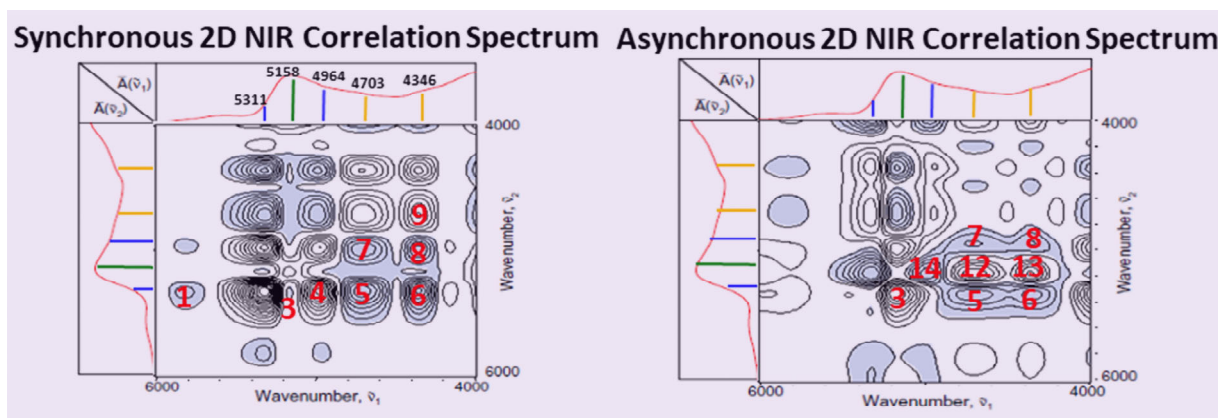 Synchronous 2D NIR Correlation Spectrum
Asynchronous 2D NIR Correlation Spectrum
Ā(ν̃₁)
Ā(ν̃₂)
5311
5158
4964
4703
4346
4000
Wavenumber, ν̃₂
6000
9
7
8
1
3
4
5
6
6000
4000
Wavenumber, ν̃₁
Ā(ν̃₁)
Ā(ν̃₂)
4000
Wavenumber, ν̃₂
6000
7
8
14
12
13
3
5
6
6000
4000
Wavenumber, ν̃₁